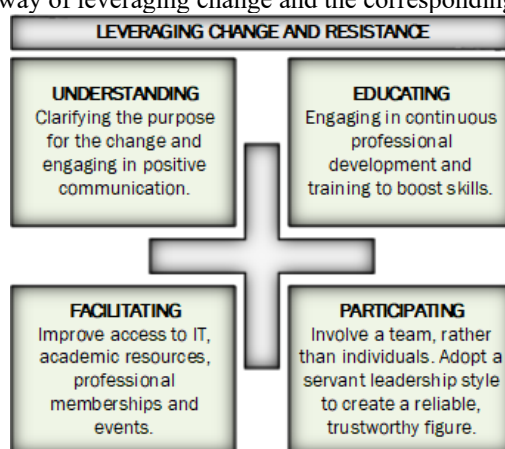 way of leveraging change and the corresponding
LEVERAGING CHANGE AND RESISTANCE
UNDERSTANDING
Clarifying the purpose
for the change and
engaging in positive
communication.
EDUCATING
Engaging in continuous
professional
development and
training to boost skills.
FACILITATING
Improve access to IT,
academic resources,
professional
memberships and
events.
PARTICIPATING
Involve a team, rather
than individuals. Adopt a
servant leadership style
to create a reliable,
trustworthy figure.